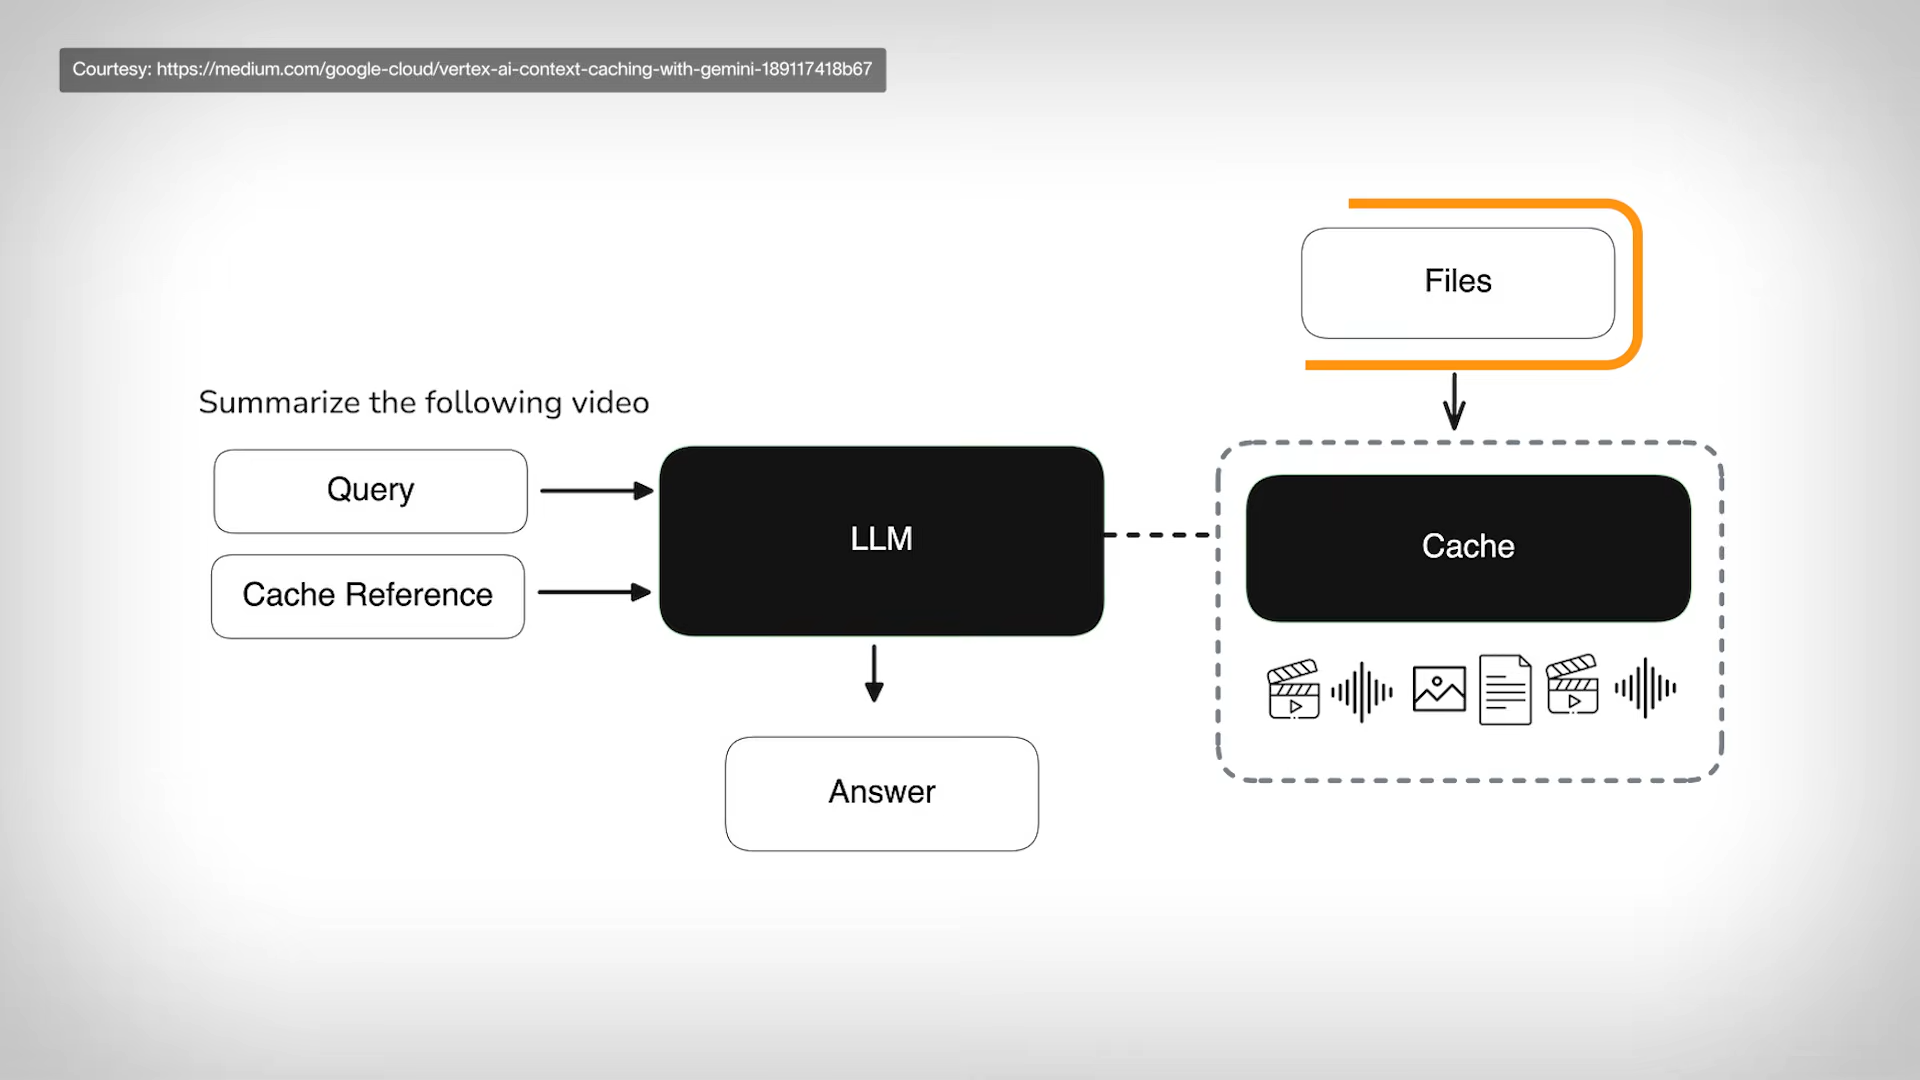 Courtesy: https://medium.com/google-cloud/vertex-ai-context-caching-with-gemini-189117418b67
Files
Summarize the following video
Query
LLM
Cache
Cache Reference
Answer